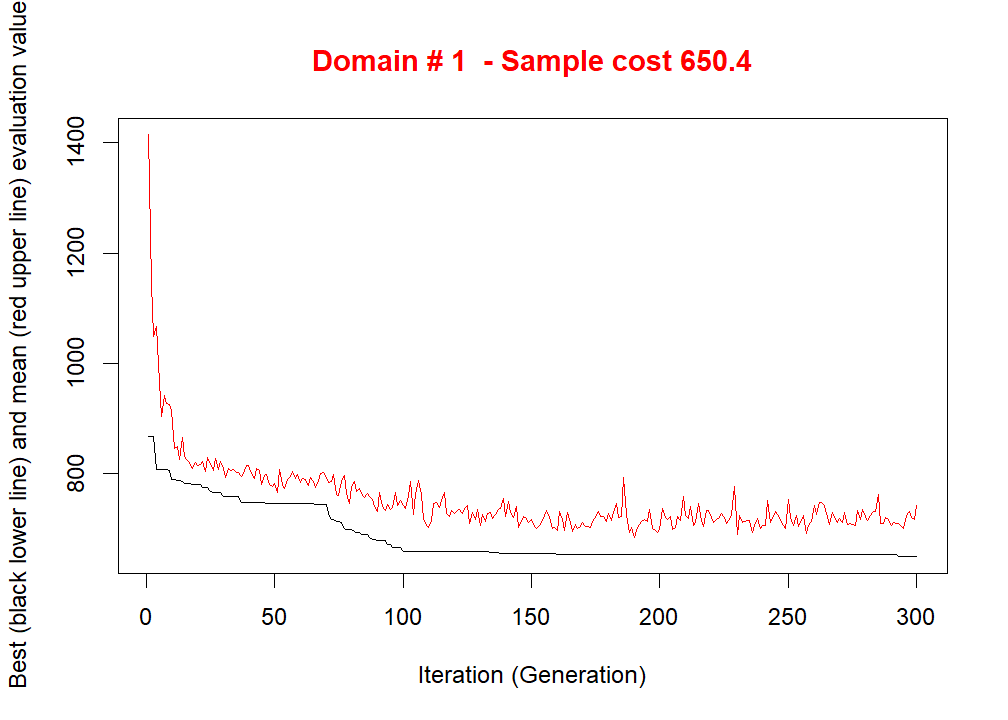 Domain # 1  - Sample cost 650.4
Best (black lower line) and mean (red upper line) evaluation value
1400
1200
1000
800
0 50 100 150 200 250 300
Iteration (Generation)